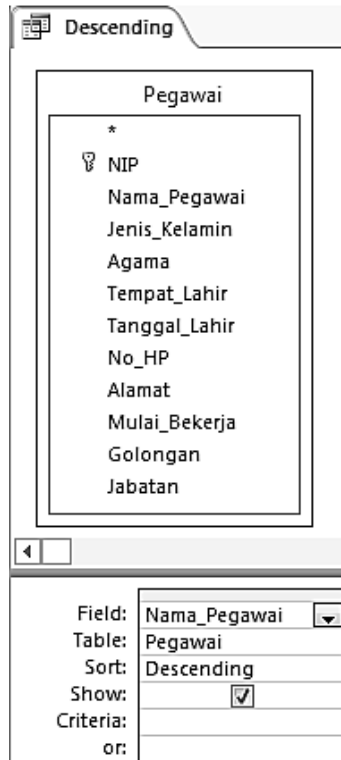 Descending
Pegawai
*
NIP
Nama_Pegawai
Jenis_Kelamin
Agama
Tempat_Lahir
Tanggal_Lahir
No_HP
Alamat
Mulai_Bekerja
Golongan
Jabatan
Field: Nama_Pegawai
Table: Pegawai
Sort: Descending
Show:
Criteria:
or: